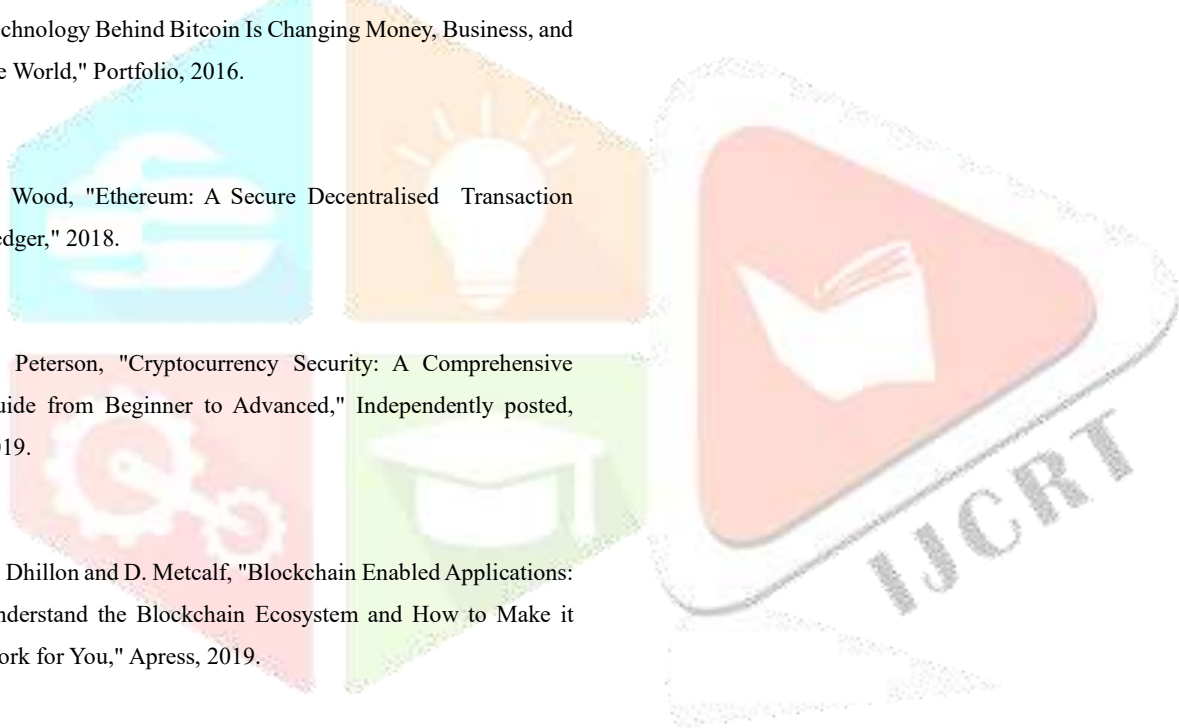 chnology Behind Bitcoin Is Changing Money, Business, and
e World," Portfolio, 2016.
Wood, "Ethereum: A Secure Decentralised Transaction
edger," 2018.
Peterson, "Cryptocurrency Security: A Comprehensive
uide from Beginner to Advanced," Independently posted,
019.
Dhillon and D. Metcalf, "Blockchain Enabled Applications:
nderstand the Blockchain Ecosystem and How to Make it
ork for You," Apress, 2019.
IJCRT